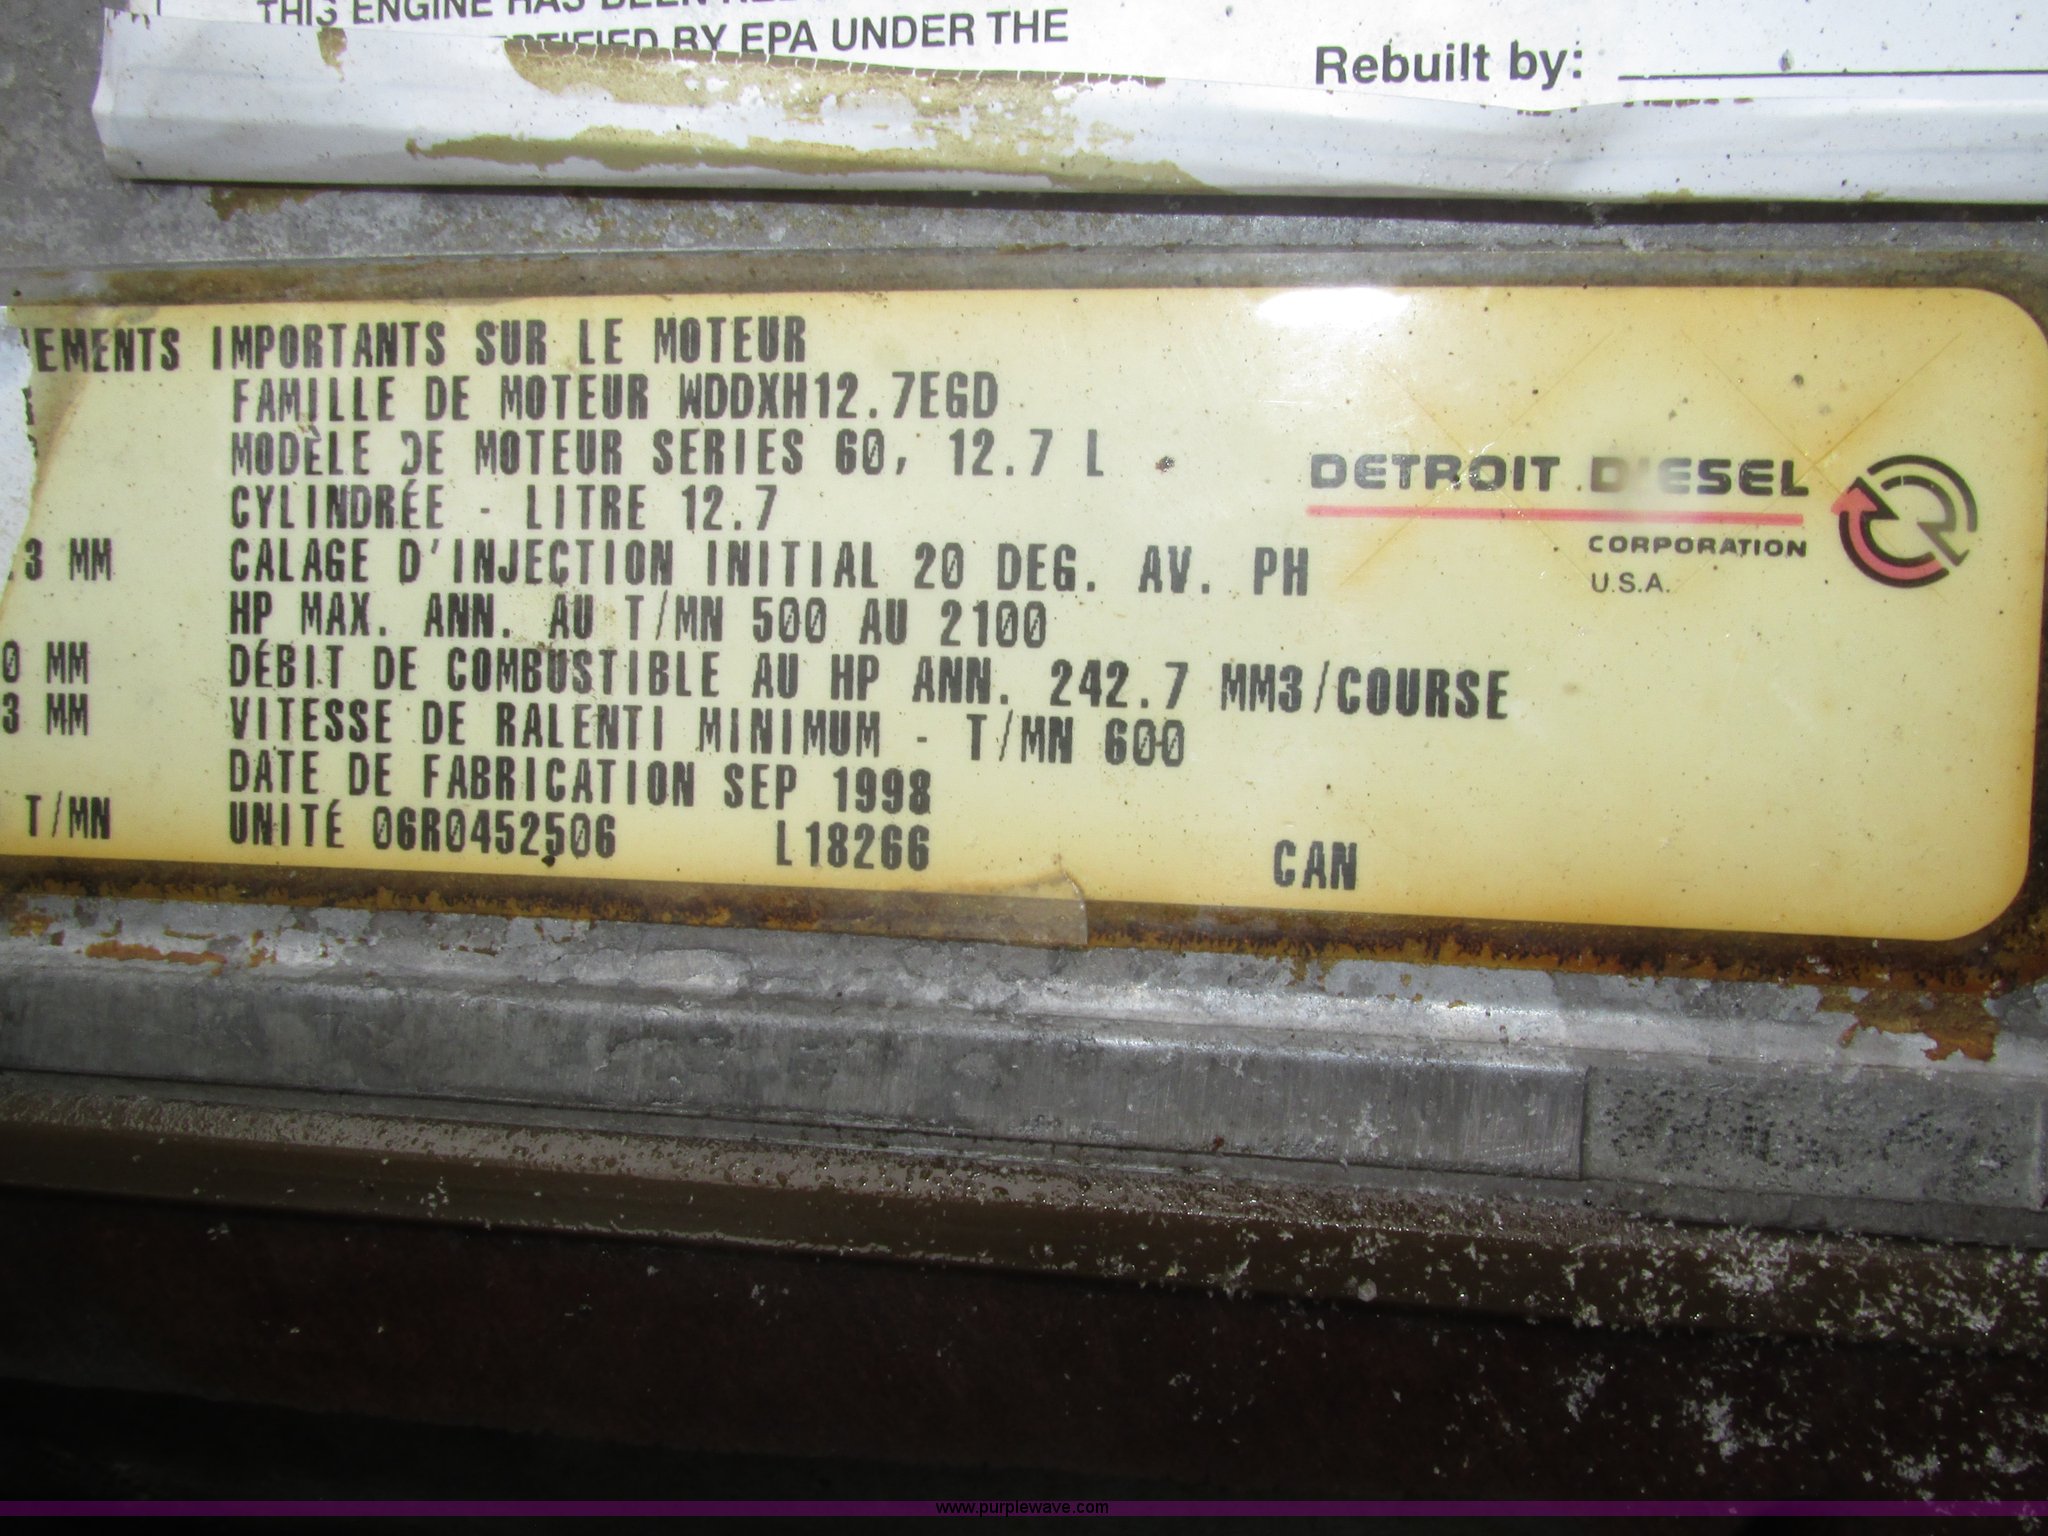 THIS ENGINE HAS BEEN
BY EPA UNDER THE
Rebuilt by:
EMENTS IMPORTANTS SUR LE MOTEUR
FAMILLE DE MOTEUR WDDXH12.7EGD
MODÈLE DE MOTEUR SERIES 60, 12.7 L
CYLINDRÉE - LITRE 12.7
3 MM CALAGE D'INJECTION INITIAL 20 DEG. AV. PH
HP MAX. ANN. AU T/MN 500 AU 2100
0 MM DÉBIT DE COMBUSTIBLE AU HP ANN. 242.7 MM3/COURSE
3 MM VITESSE DE RALENTI MINIMUM - T/MN 600
DATE DE FABRICATION SEP 1998
T/MN UNITÉ 06R0452506 L18266 CAN
DETROIT DIESEL
CORPORATION
U.S.A.
www.purplewave.com